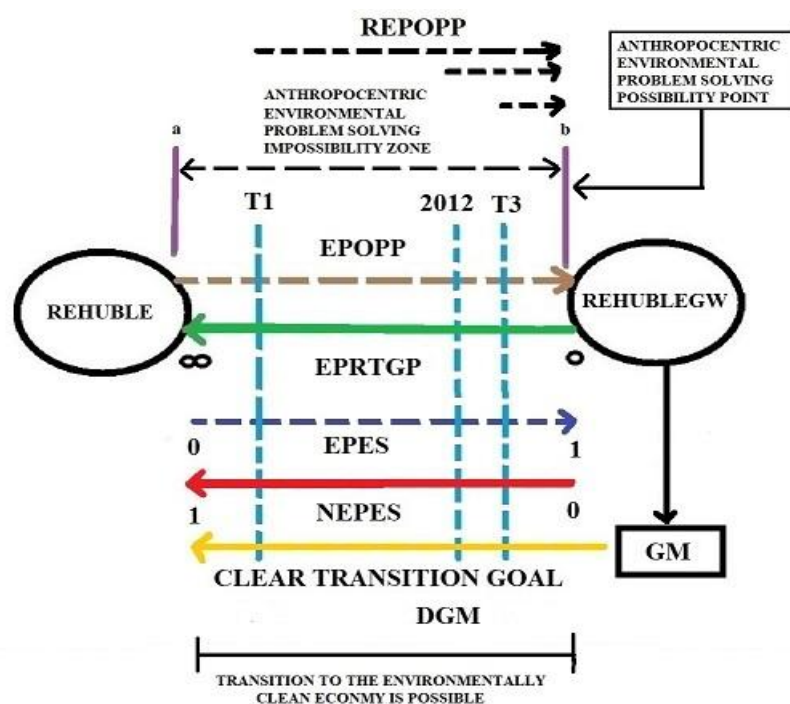 REPOPP
ANTHROPOCENTRIC
ENVIRONMENTAL
PROBLEM SOLVING
POSSIBILITY POINT
ANTHROPOCENTRIC
ENVIRONMENTAL
PROBLEM SOLVING
IMPOSSIBILITY ZONE
a
b
T1
2012
T3
EPOPP
REHUBLE
REHUBLEGW
∞
0
EPRTGP
0
EPES
1
1
NEPES
0
GM
CLEAR TRANSITION GOAL
DGM
TRANSITION TO THE ENVIRONMENTALLY
CLEAN ECONMY IS POSSIBLE